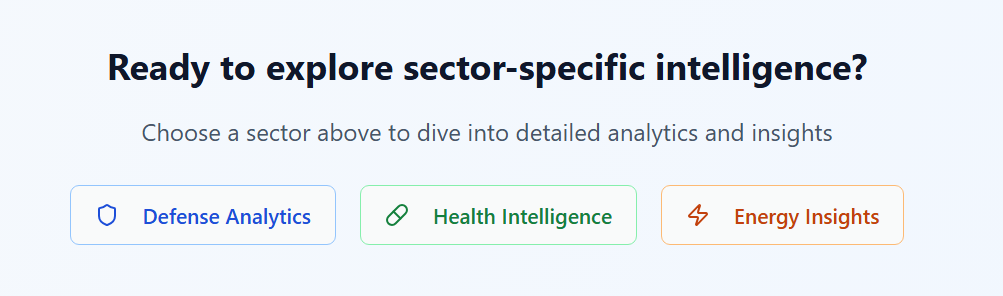 Ready to explore sector-specific intelligence?
Choose a sector above to dive into detailed analytics and insights
Defense Analytics
Health Intelligence
Energy Insights